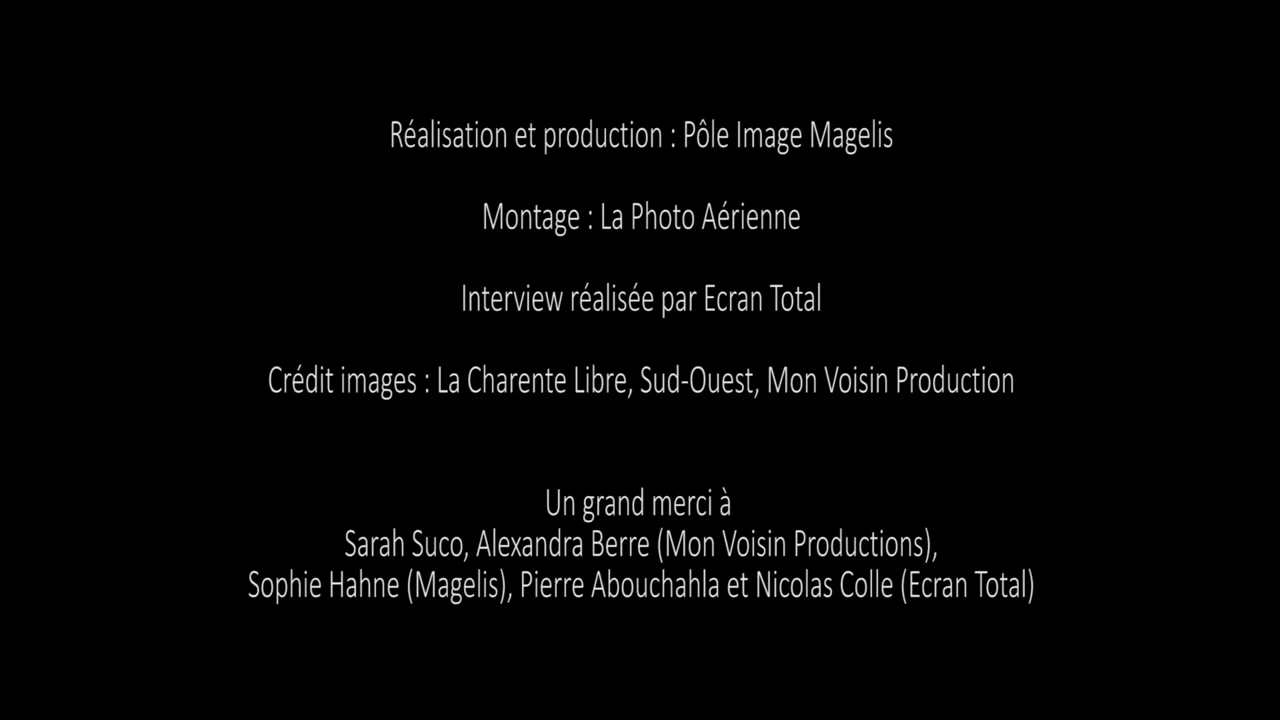 Réalisation et production : Pôle Image Magelis
Montage : La Photo Aérienne
Interview réalisée par Ecran Total
Crédit images : La Charente Libre, Sud-Ouest, Mon Voisin Production
Un grand merci à
Sarah Suco, Alexandra Berre (Mon Voisin Productions),
Sophie Hahne (Magelis), Pierre Abouchahla et Nicolas Colle (Ecran Total)